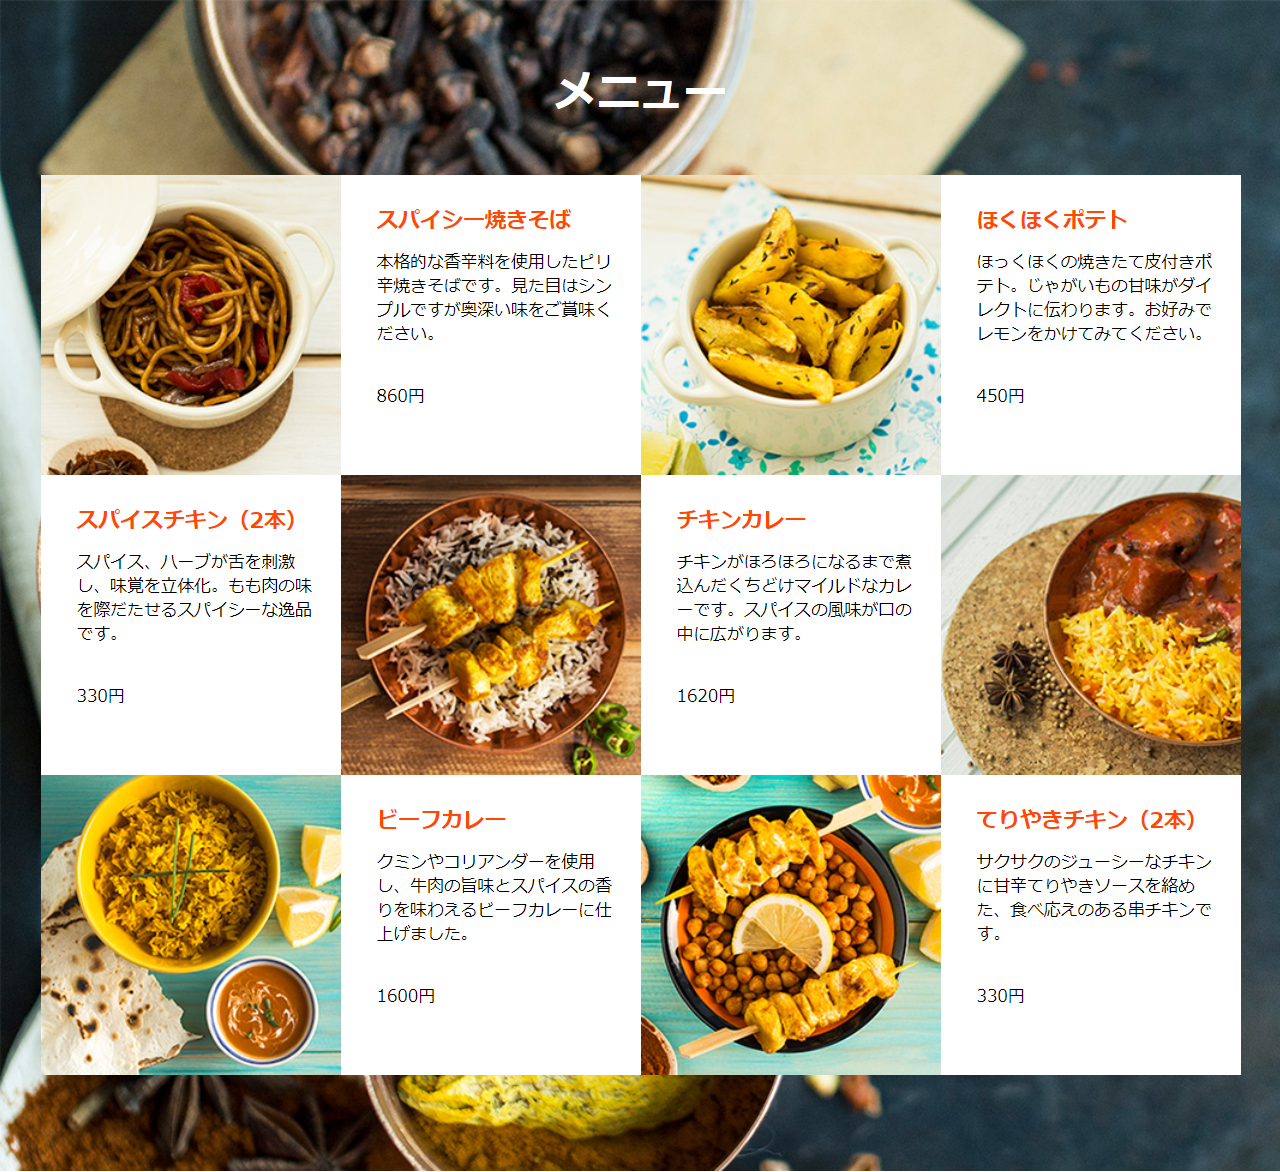 メニュー
スパイシー焼きそば
本格的な香辛料を使用したピリ
辛焼きそばです。見た目はシン
プルですが奥深い味をご賞味く
ださい。
860円
ほくほくポテト
ほっくほくの焼きたて皮付きポ
テト。じゃがいもの甘味がダイ
レクトに伝わります。お好みで
レモンをかけてみてください。
450円
スパイスチキン（2本）
スパイス、ハーブが舌を刺激
し、味覚を立体化。もも肉の味
を際だたせるスパイシーな逸品
です。
330円
チキンカレー
チキンがほろほろになるまで煮
込んだくちどけマイルドなカレ
ーです。スパイスの風味が口の
中に広がります。
1620円
ビーフカレー
クミンやコリアンダーを使用
し、牛肉の旨味とスパイスの香
りを味わえるビーフカレーに仕
上げました。
1600円
てりやきチキン（2本）
サクサクのジューシーなチキン
に甘辛てりやきソースを絡め
た、食べ応えのある串チキンで
す。
330円